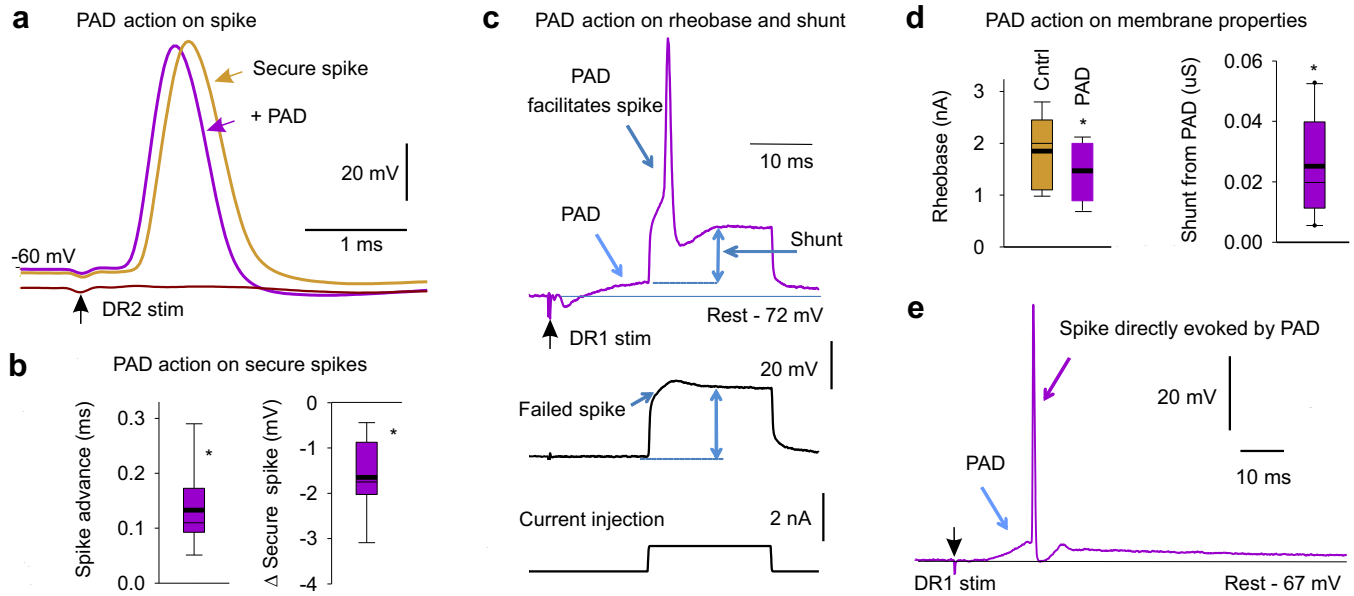 a
PAD action on spike
Secure spike
+ PAD
20 mV
1 ms
-60 mV
DR2 stim
b
PAD action on secure spikes
Spike advance (ms)
0.3
0.2
0.1
0.0
*
Δ Secure spike (mV)
0
-1
-2
-3
-4
*
c
PAD action on rheobase and shunt
PAD
facilitates spike
10 ms
PAD
Shunt
Rest - 72 mV
DR1 stim
20 mV
Failed spike
Current injection
2 nA
d
PAD action on membrane properties
Rheobase (nA)
3
2
1
0
Cntrl
PAD
*
Shunt from PAD (uS)
0.06
0.04
0.02
0.00
*
e
Spike directly evoked by PAD
20 mV
PAD
10 ms
DR1 stim
Rest - 67 mV